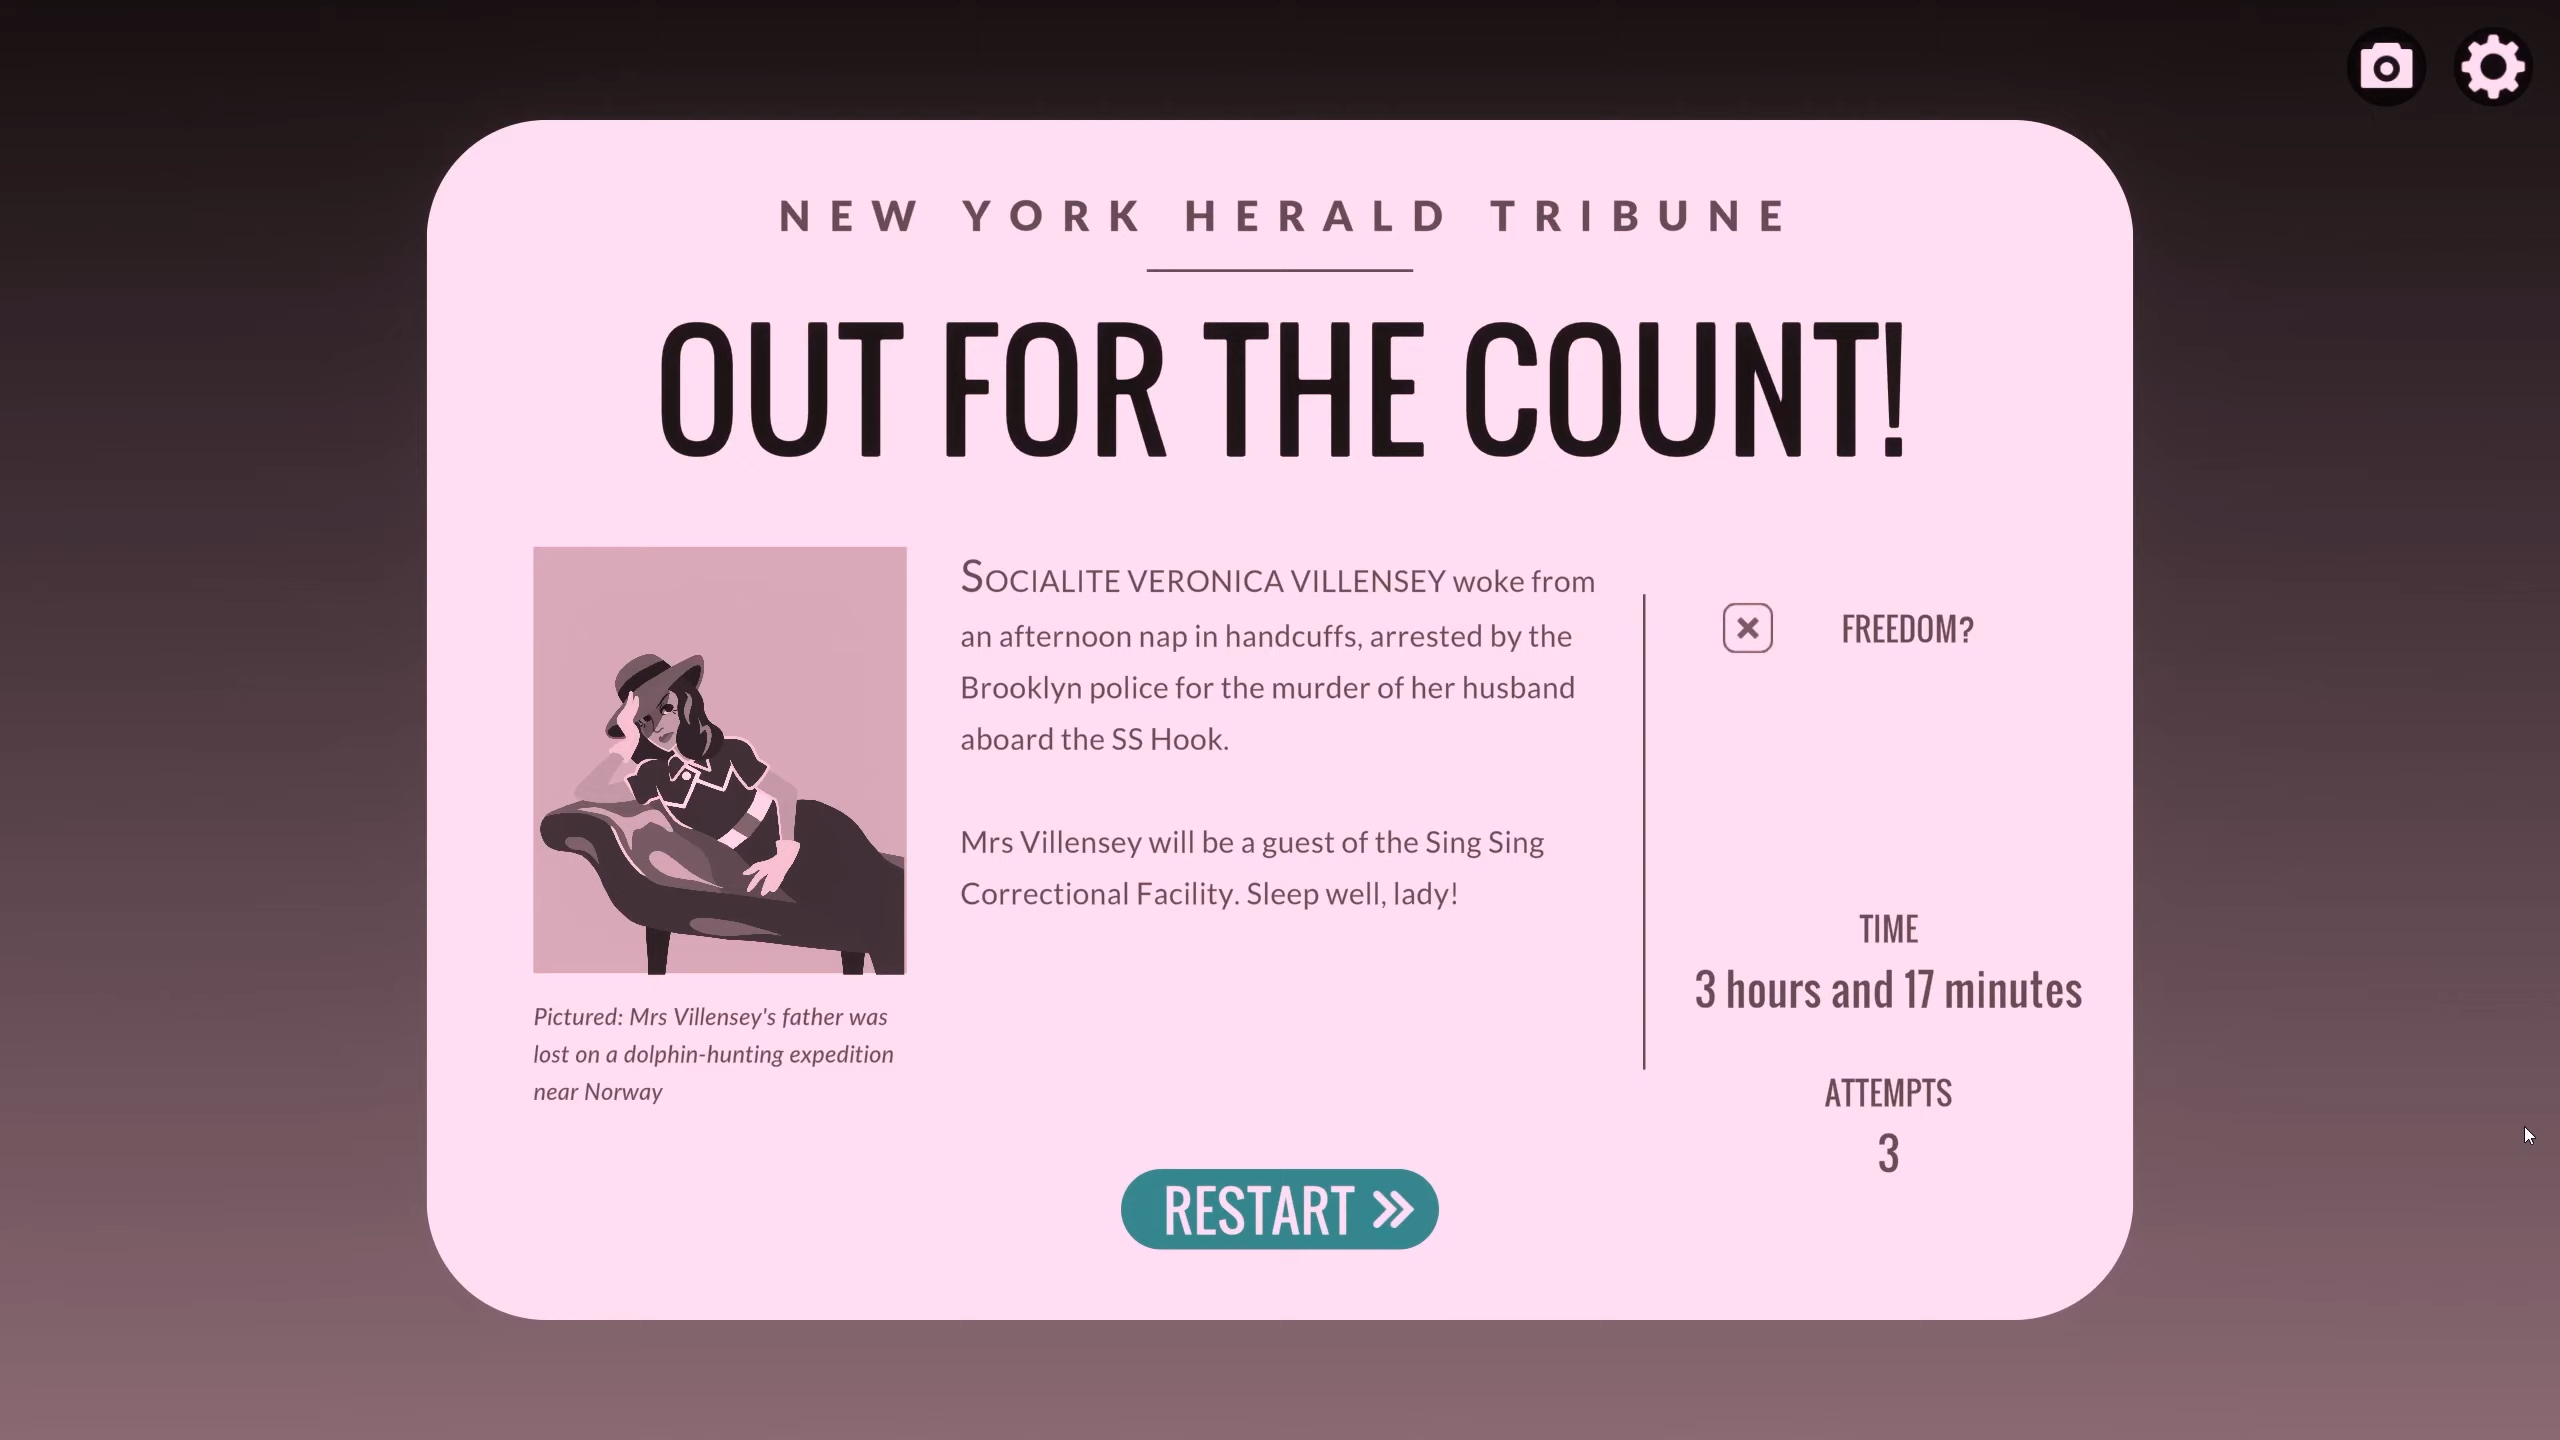 NEW YORK HERALD TRIBUNE
OUT FOR THE COUNT!
SOCIALITE VERONICA VILLENSEY woke from
an afternoon nap in handcuffs, arrested by the
Brooklyn police for the murder of her husband
aboard the SS Hook.
Mrs Villensey will be a guest of the Sing Sing
Correctional Facility. Sleep well, lady!
Pictured: Mrs Villensey's father was
lost on a dolphin-hunting expedition
near Norway
FREEDOM?
TIME
3 hours and 17 minutes
ATTEMPTS
3
RESTART